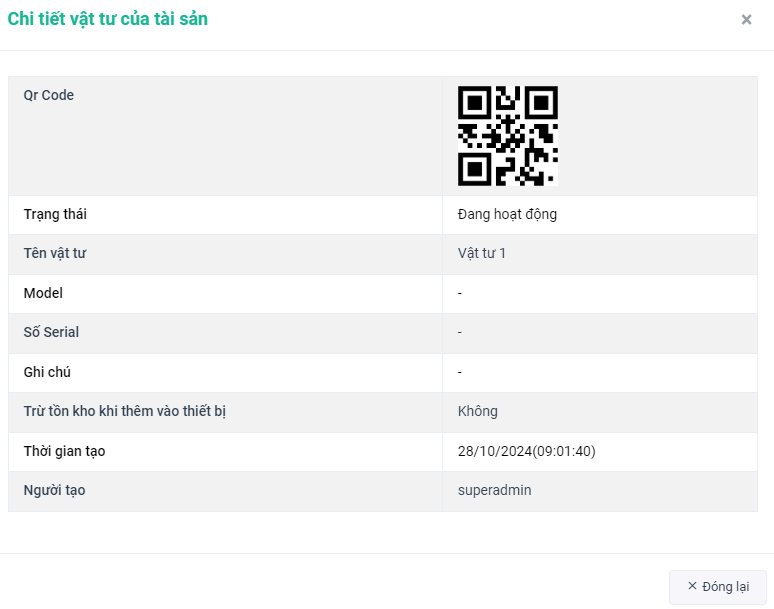 Chi tiết vật tư của tài sản ×
Qr Code
Trạng thái Đang hoạt động
Tên vật tư Vật tư 1
Model -
Số Serial -
Ghi chú -
Trừ tồn kho khi thêm vào thiết bị Không
Thời gian tạo 28/10/2024(09:01:40)
Người tạo superadmin
× Đóng lại